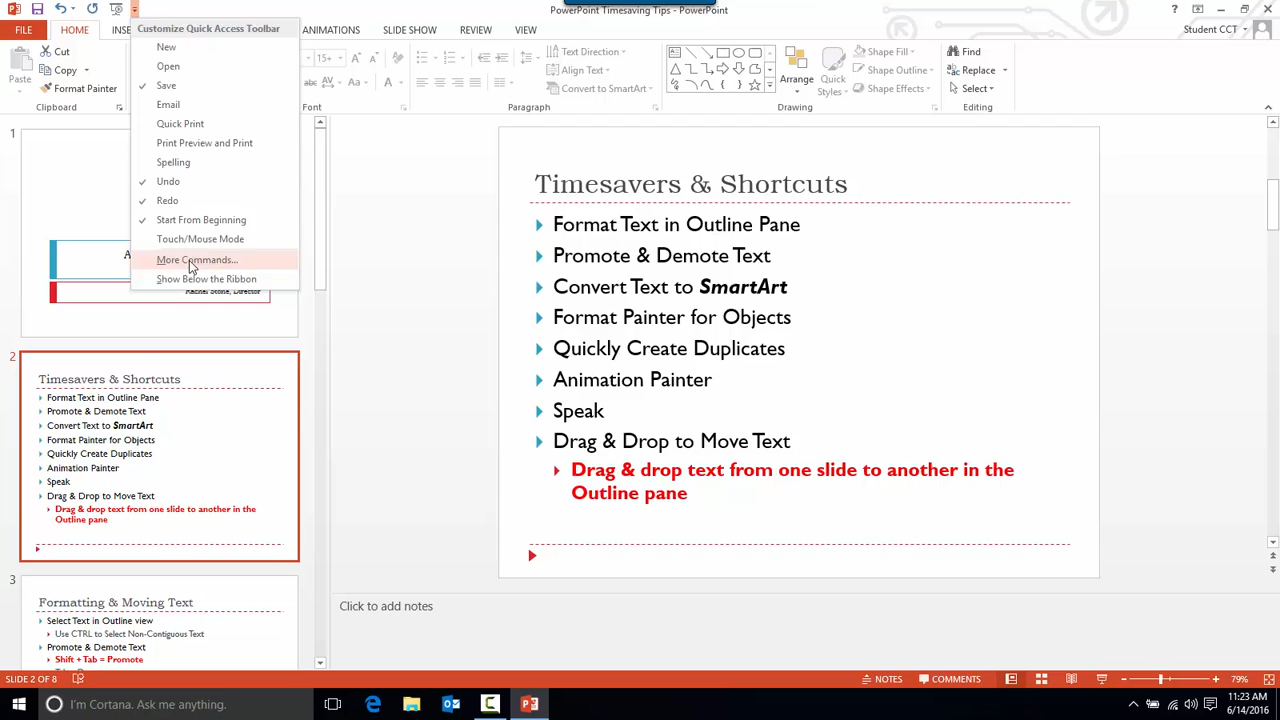 PowerPoint Timesaving Tips - PowerPoint
FILE
HOME
INS
ANIMATIONS
SLIDE SHOW
REVIEW
VIEW
Student CCT
Paste
Cut
Copy
Format Painter
Clipboard
15+
Aa
A
Font
Text Direction
Align Text
Convert to SmartArt
Paragraph
Arrange
Quick
Styles
Shape Fill
Shape Outline
Shape Effects
Drawing
Find
Replace
Select
Editing
Customize Quick Access Toolbar
New
Open
Save
Email
Quick Print
Print Preview and Print
Spelling
Undo
Redo
Start From Beginning
Touch/Mouse Mode
More Commands...
Show Below the Ribbon
1
A
Rachel Stone, Director
2
Timesavers & Shortcuts
Format Text in Outline Pane
Promote & Demote Text
Convert Text to SmartArt
Format Painter for Objects
Quickly Create Duplicates
Animation Painter
Speak
Drag & Drop to Move Text
Drag & drop text from one slide to another in the
Outline pane
3
Formatting & Moving Text
Select Text in Outline view
Use CTRL to Select Non-Contiguous Text
Promote & Demote Text
Shift + Tab = Promote
Timesavers & Shortcuts
Format Text in Outline Pane
Promote & Demote Text
Convert Text to SmartArt
Format Painter for Objects
Quickly Create Duplicates
Animation Painter
Speak
Drag & Drop to Move Text
Drag & drop text from one slide to another in the
Outline pane
Click to add notes
SLIDE 2 OF 8
NOTES
COMMENTS
79%
I'm Cortana. Ask me anything.
11:23 AM
6/14/2016